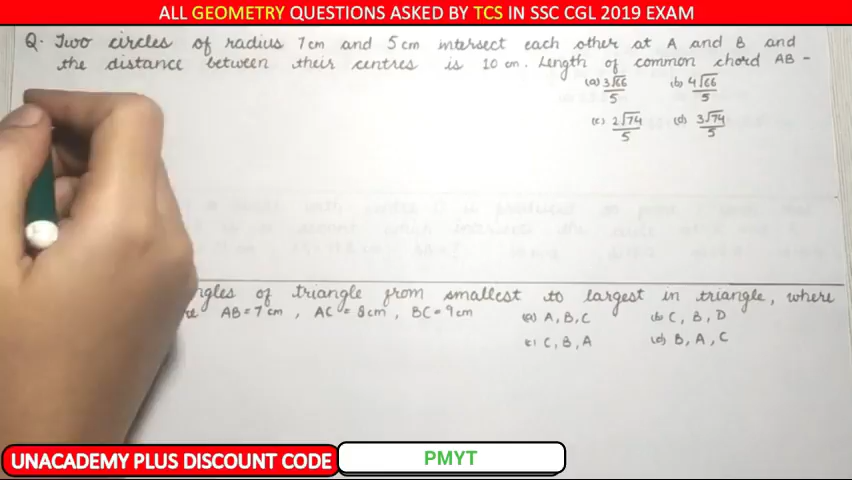 ALL GEOMETRY QUESTIONS ASKED BY TCS IN SSC CGL 2019 EXAM
Q. Two circles of radius 7cm and 5cm intersect each other at A and B and
the distance between their centres is 10 cm. Length of common chord AB -
(a) 3√66/5 (b) 4√66/5
(c) 2√74/5 (d) 3√74/5
ngles of triangle from smallest to largest in triangle, where
AB = 7cm, AC = 8cm, BC = 9cm
(a) A, B, C (b) C, B, D
(c) C, B, A (d) B, A, C
UNACADEMY PLUS DISCOUNT CODE PMYT